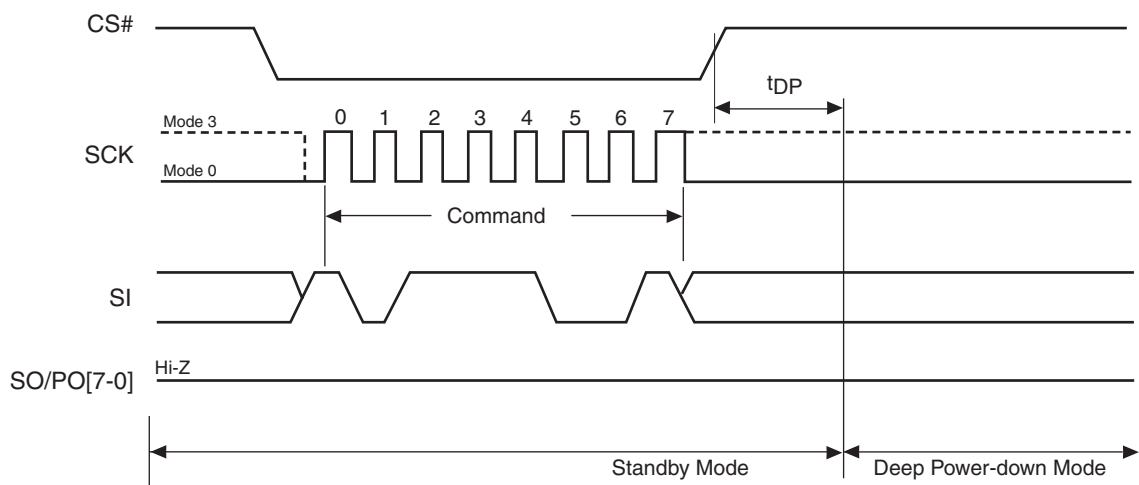 CS#
tDP
Mode 3
0 1 2 3 4 5 6 7
SCK
Mode 0
Command
SI
Hi-Z
SO/PO[7-0]
Standby Mode
Deep Power-down Mode